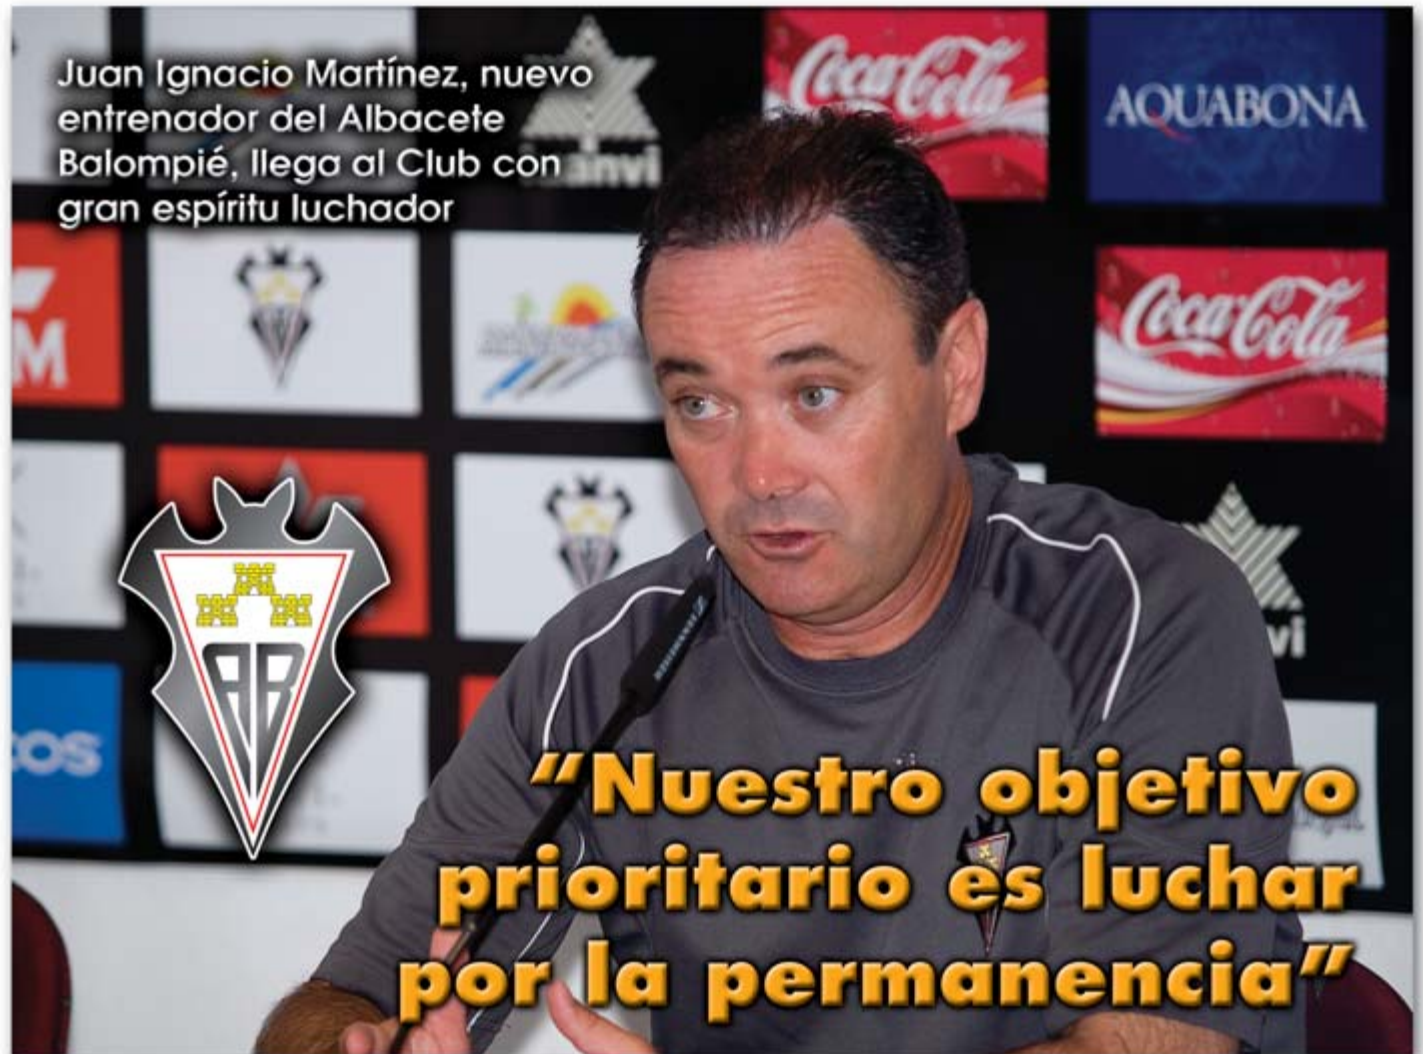 Juan Ignacio Martínez, nuevo
entrenador del Albacete
Balompié, llega al Club con
gran espíritu luchador
Coca-Cola
AQUABONA
Coca-Cola
AB
"Nuestro objetivo
prioritario es luchar
por la permanencia"